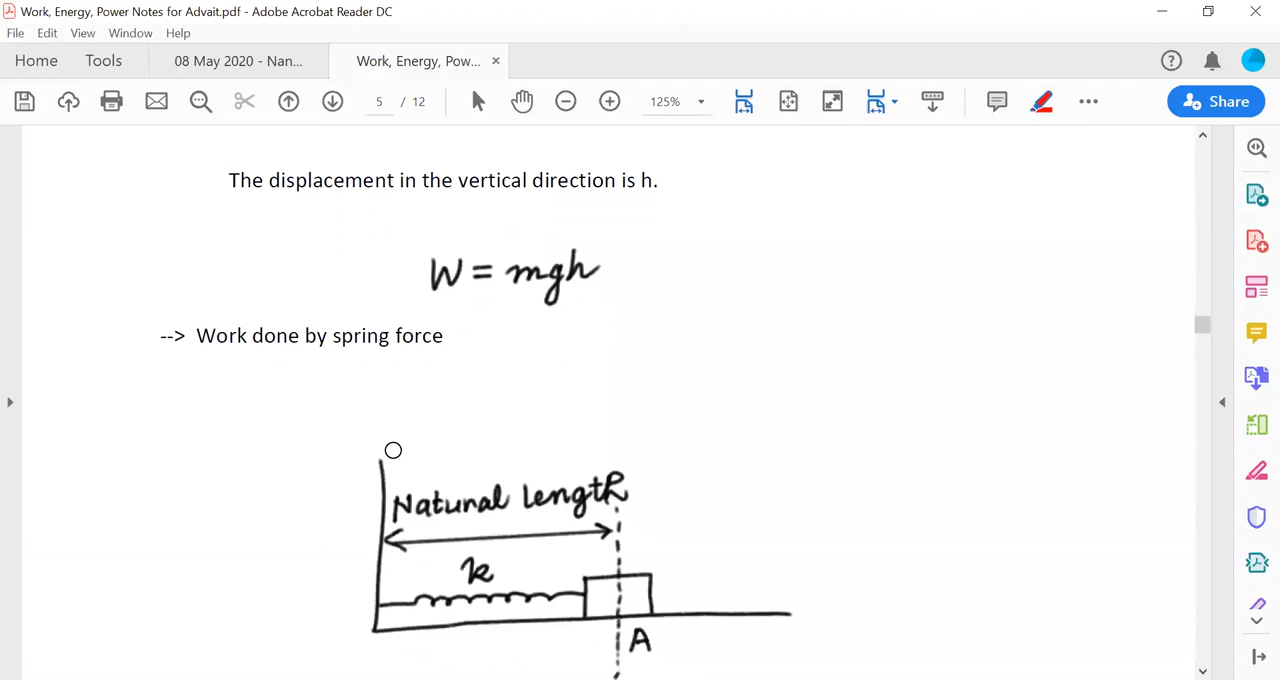 Work, Energy, Power Notes for Advait.pdf - Adobe Acrobat Reader DC
File Edit View Window Help
Home Tools 08 May 2020 - Nan... Work, Energy, Pow... ×
5 / 12 125% Share
The displacement in the vertical direction is h.
W = mgh
--> Work done by spring force
Natural length
k
A